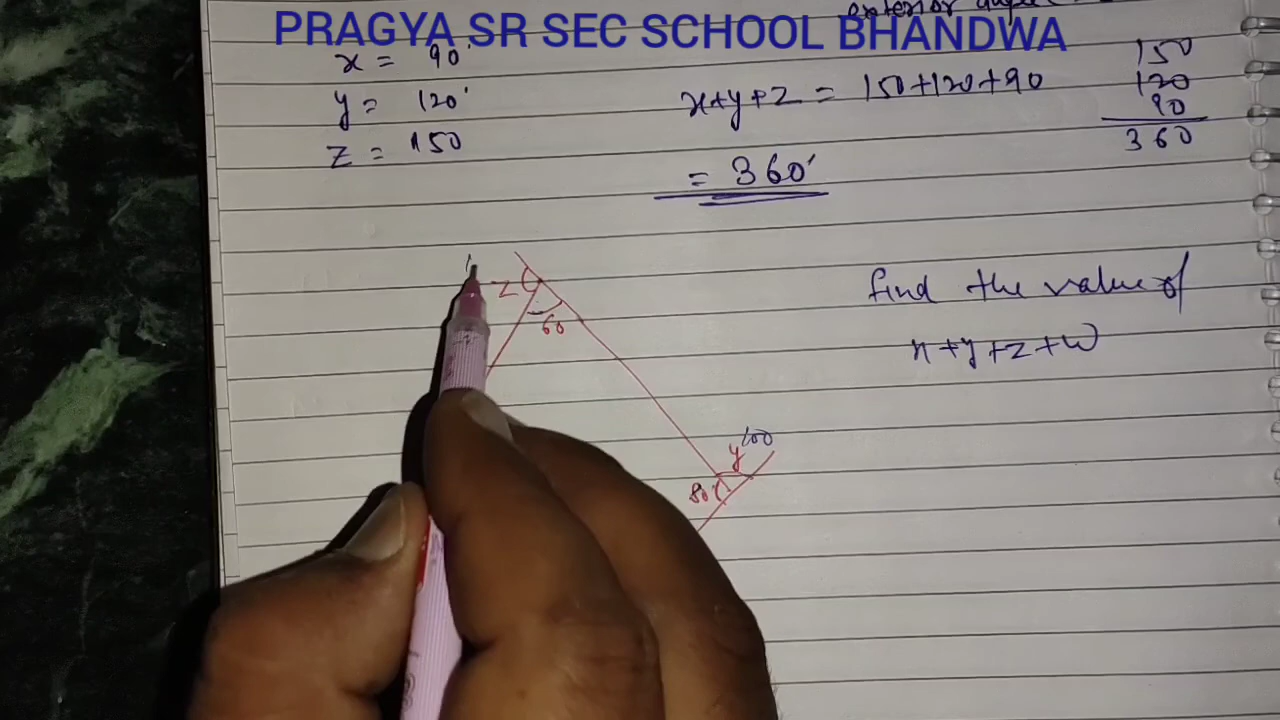 exterior
PRAGYA SR SEC SCHOOL BHANDWA
x = 90°
y = 120°
z = 150
x+y+z = 150+120+90
= 360°
150
120
90
360
z
60
find the value of
x+y+z+w
y 100
80